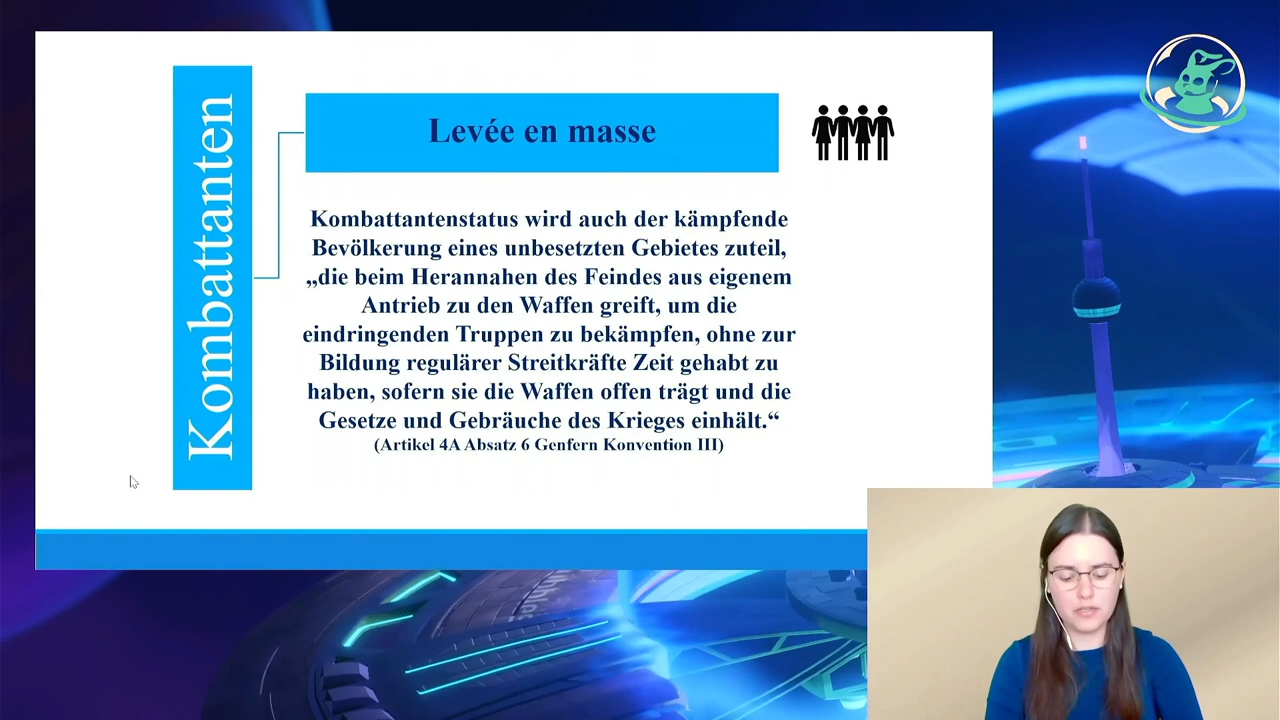 Kombattanten
Levée en masse
Kombattantenstatus wird auch der kämpfende
Bevölkerung eines unbesetzten Gebietes zuteil,
„die beim Herannahen des Feindes aus eigenem
Antrieb zu den Waffen greift, um die
eindringenden Truppen zu bekämpfen, ohne zur
Bildung regulärer Streitkräfte Zeit gehabt zu
haben, sofern sie die Waffen offen trägt und die
Gesetze und Gebräuche des Krieges einhält.“
(Artikel 4A Absatz 6 Genfern Konvention III)